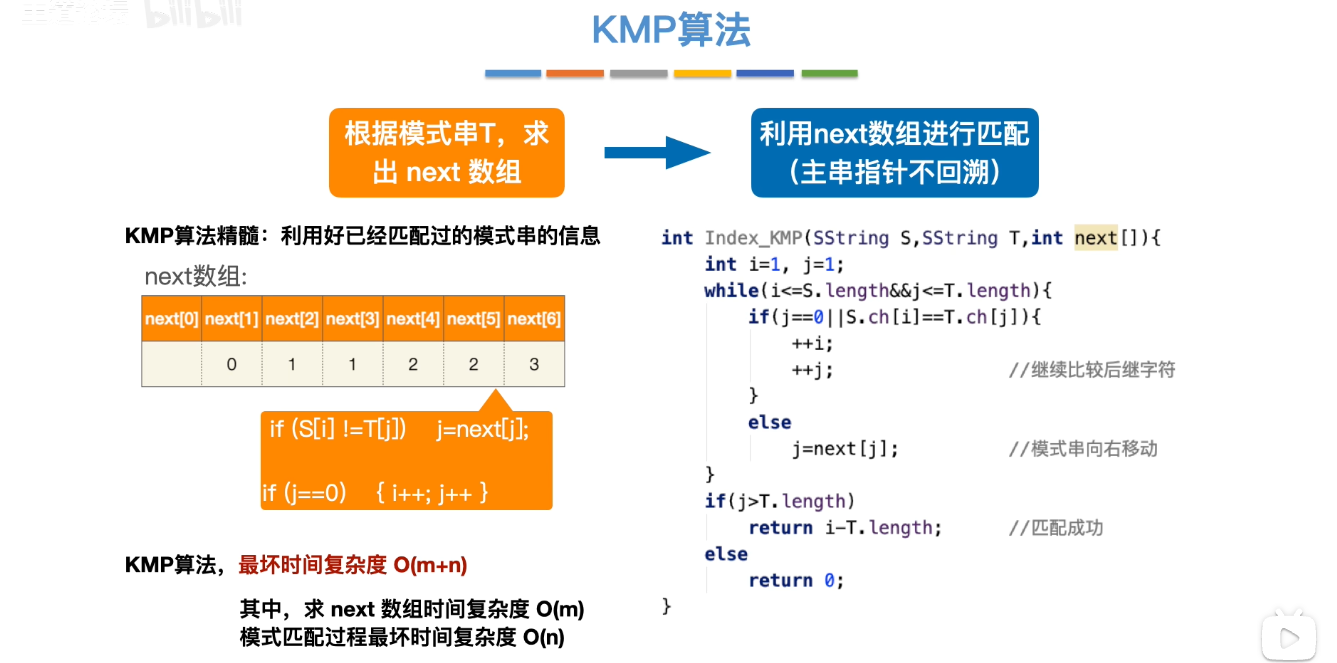 bilibili
KMP算法
根据模式串T，求
出 next 数组
利用next数组进行匹配
（主串指针不回溯）
KMP算法精髓：利用好已经匹配过的模式串的信息
next数组:
next[0] next[1] next[2] next[3] next[4] next[5] next[6]
0 1 1 2 2 3
if (S[i] !=T[j]) j=next[j];
if (j==0) { i++; j++ }
KMP算法，最坏时间复杂度 O(m+n)
其中，求 next 数组时间复杂度 O(m)
模式匹配过程最坏时间复杂度 O(n)
int Index_KMP(SString S,SString T,int next[]){
int i=1, j=1;
while(i<=S.length&&j<=T.length){
if(j==0||S.ch[i]==T.ch[j]){
++i;
++j; //继续比较后继字符
}
else
j=next[j]; //模式串向右移动
}
if(j>T.length)
return i-T.length; //匹配成功
else
return 0;
}